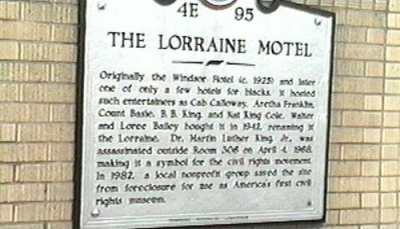 4E 95
THE LORRAINE MOTEL
Originally the Windsor Hotel (c. 1925) and later
one of only a few hotels for blacks, it hosted
such entertainers as Cab Calloway, Aretha Franklin,
Count Basie, B. B. King, and Nat King Cole. Walter
and Loree Bailey bought it in 1942, renaming it
the Lorraine. Dr. Martin Luther King, Jr., was
assassinated outside Room 306 on April 4, 1968,
making it a symbol for the civil rights movement.
In 1982, a local nonprofit group saved the site
from foreclosure for use as America's first civil
rights museum.